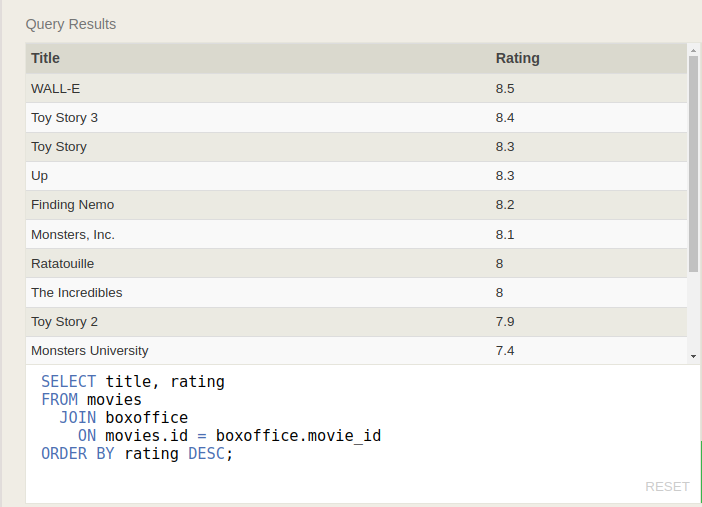 Query Results
Title Rating
WALL-E 8.5
Toy Story 3 8.4
Toy Story 8.3
Up 8.3
Finding Nemo 8.2
Monsters, Inc. 8.1
Ratatouille 8
The Incredibles 8
Toy Story 2 7.9
Monsters University 7.4
SELECT title, rating
FROM movies
  JOIN boxoffice
    ON movies.id = boxoffice.movie_id
ORDER BY rating DESC;
RESET